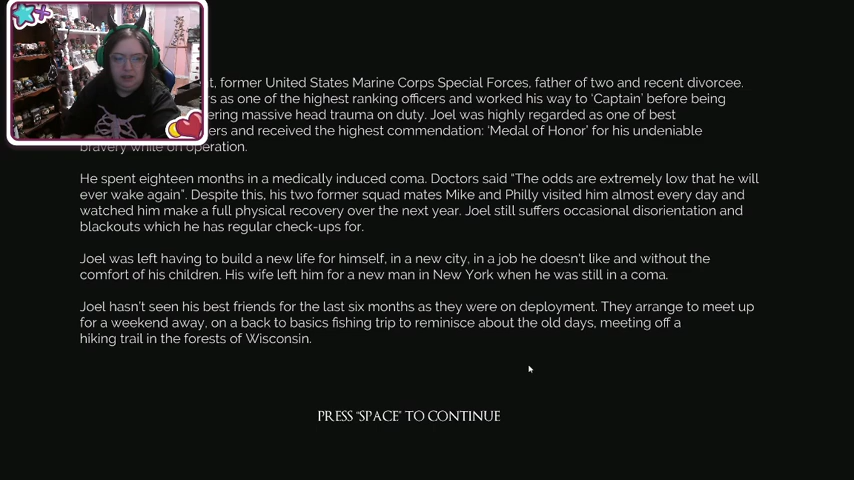 t, former United States Marine Corps Special Forces, father of two and recent divorcee.
rs as one of the highest ranking officers and worked his way to ‘Captain’ before being
ering massive head trauma on duty. Joel was highly regarded as one of best
ers and received the highest commendation: ‘Medal of Honor’ for his undeniable
bravery while on operation.
He spent eighteen months in a medically induced coma. Doctors said “The odds are extremely low that he will
ever wake again”. Despite this, his two former squad mates Mike and Philly visited him almost every day and
watched him make a full physical recovery over the next year. Joel still suffers occasional disorientation and
blackouts which he has regular check-ups for.
Joel was left having to build a new life for himself, in a new city, in a job he doesn't like and without the
comfort of his children. His wife left him for a new man in New York when he was still in a coma.
Joel hasn't seen his best friends for the last six months as they were on deployment. They arrange to meet up
for a weekend away, on a back to basics fishing trip to reminisce about the old days, meeting off a
hiking trail in the forests of Wisconsin.
PRESS “SPACE” TO CONTINUE